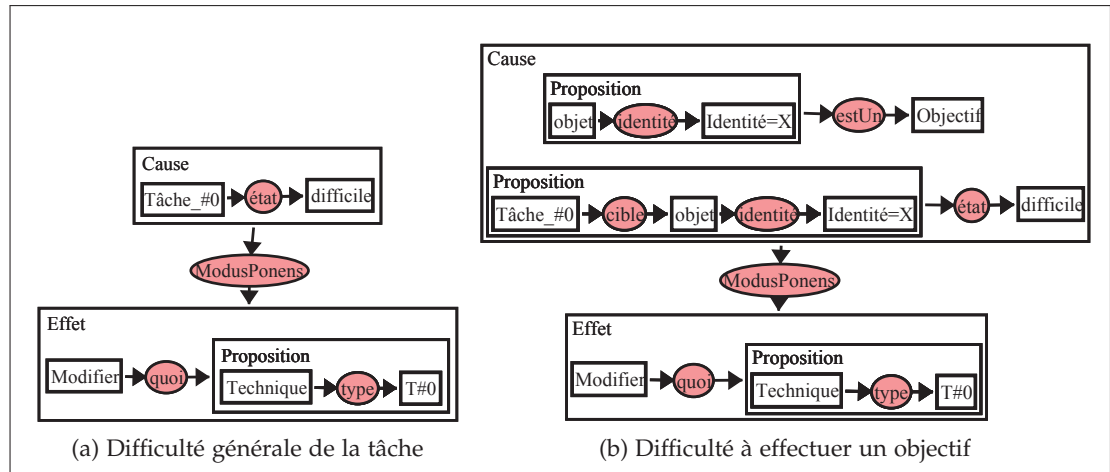 Cause
Tâche_#0 état difficile
ModusPonens
Effet
Proposition
Modifier quoi Technique type T#0
(a) Difficulté générale de la tâche
Cause
Proposition
objet identité Identité=X estUn Objectif
Proposition
Tâche_#0 cible objet identité Identité=X état difficile
ModusPonens
Effet
Proposition
Modifier quoi Technique type T#0
(b) Difficulté à effectuer un objectif